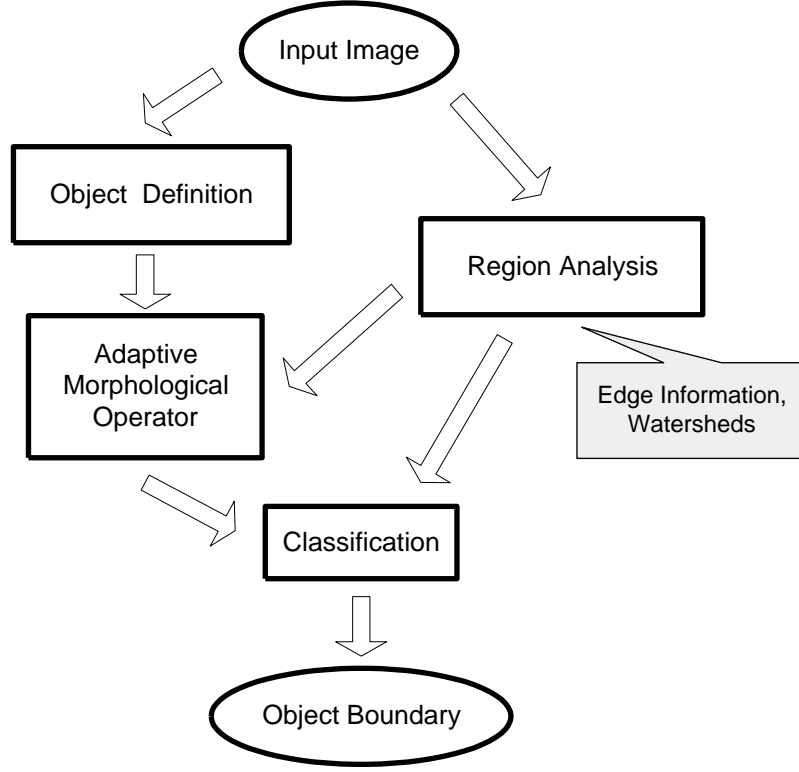 Input Image
Object Definition
Region Analysis
Adaptive
Morphological
Operator
Edge Information,
Watersheds
Classification
Object Boundary